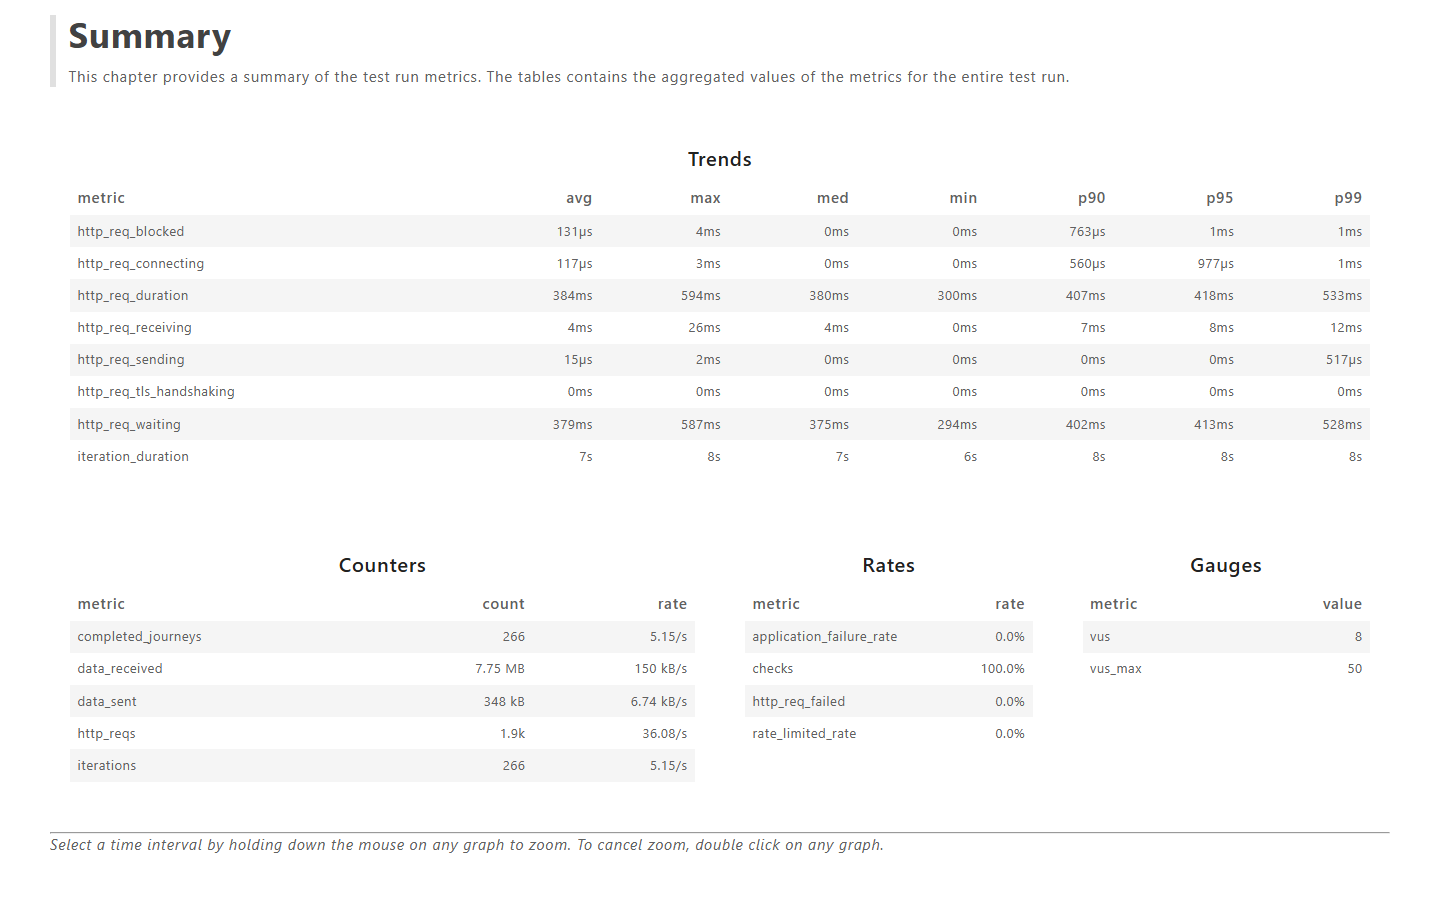 Summary
This chapter provides a summary of the test run metrics. The tables contains the aggregated values of the metrics for the entire test run.
Trends
metric avg max med min p90 p95 p99
http_req_blocked 131µs 4ms 0ms 0ms 763µs 1ms 1ms
http_req_connecting 117µs 3ms 0ms 0ms 560µs 977µs 1ms
http_req_duration 384ms 594ms 380ms 300ms 407ms 418ms 533ms
http_req_receiving 4ms 26ms 4ms 0ms 7ms 8ms 12ms
http_req_sending 15µs 2ms 0ms 0ms 0ms 0ms 517µs
http_req_tls_handshaking 0ms 0ms 0ms 0ms 0ms 0ms 0ms
http_req_waiting 379ms 587ms 375ms 294ms 402ms 413ms 528ms
iteration_duration 7s 8s 7s 6s 8s 8s 8s
Counters
metric count rate
completed_journeys 266 5.15/s
data_received 7.75 MB 150 kB/s
data_sent 348 kB 6.74 kB/s
http_reqs 1.9k 36.08/s
iterations 266 5.15/s
Rates
metric rate
application_failure_rate 0.0%
checks 100.0%
http_req_failed 0.0%
rate_limited_rate 0.0%
Gauges
metric value
vus 8
vus_max 50
Select a time interval by holding down the mouse on any graph to zoom. To cancel zoom, double click on any graph.